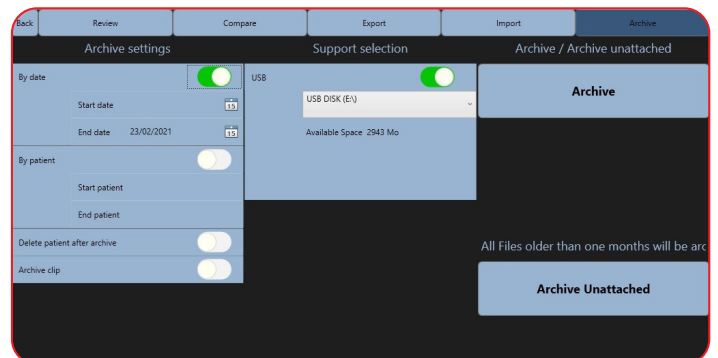 Back Review Compare Export Import Archive
Archive settings
By date
Start date 15
End date 23/02/2021 15
By patient
Start patient
End patient
Delete patient after archive
Archive clip
Support selection
USB
USB DISK (E:\)
Available Space 2943 Mo
Archive / Archive unattached
Archive
All Files older than one months will be arc
Archive Unattached